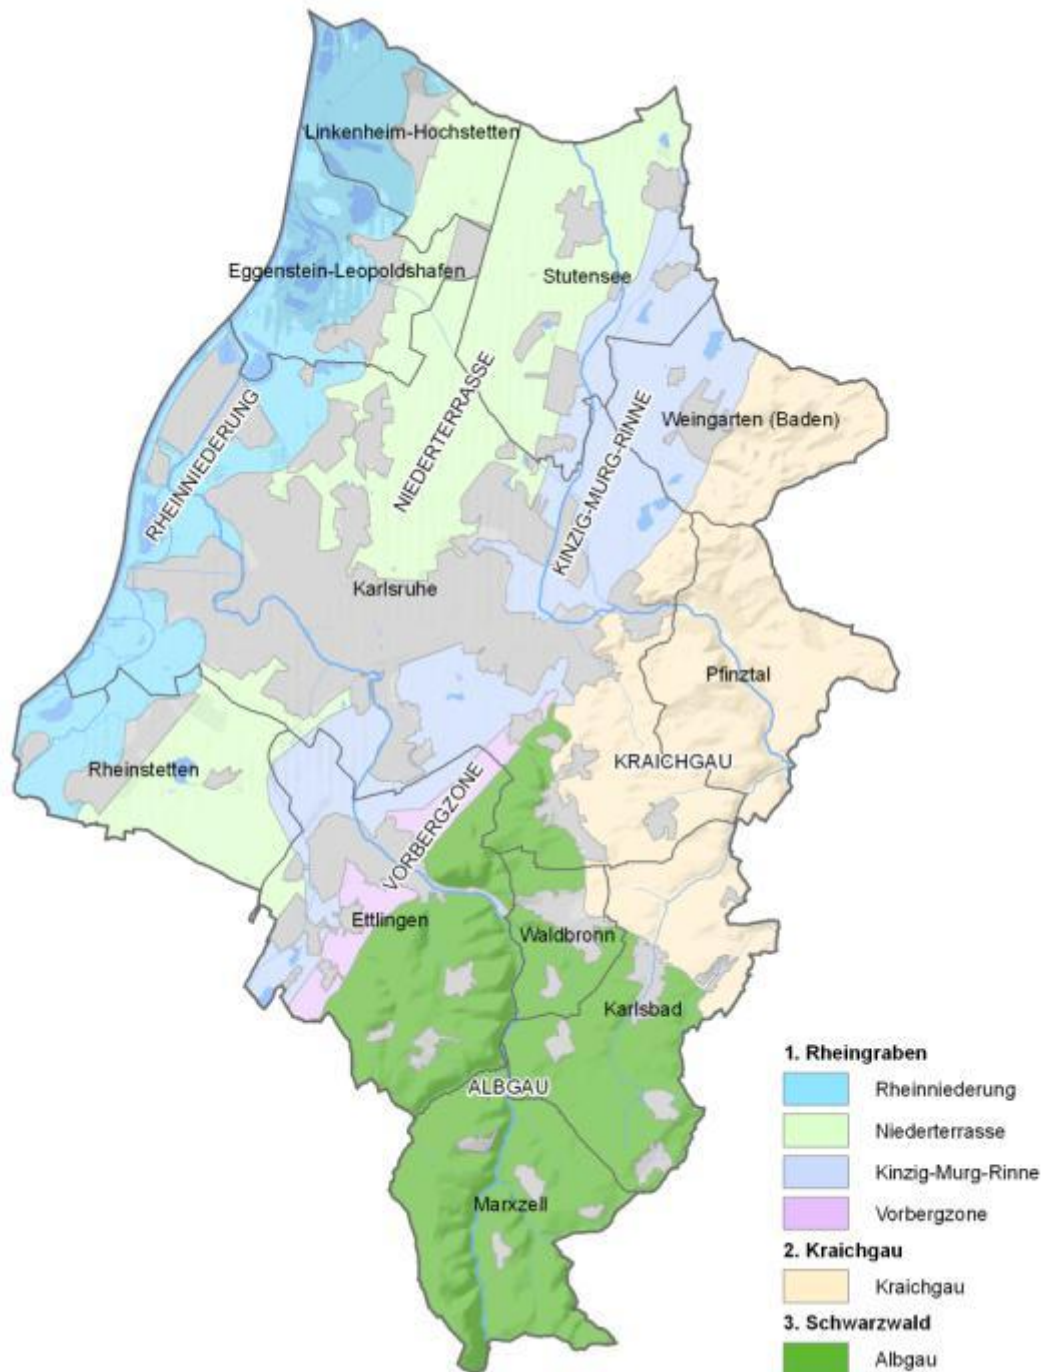 Linkenheim-Hochstetten
Eggenstein-Leopoldshafen
Stutensee
RHEINNIEDERUNG
NIEDERTERRASSE
KINZIG-MURG-RINNE
Weingarten (Baden)
Karlsruhe
Pfinztal
Rheinstetten
KRAICHGAU
VORBERGZONE
Ettlingen
Waldbronn
Karlsbad
ALBGAU
Marxzell
1. Rheingraben
Rheinniederung
Niederterrasse
Kinzig-Murg-Rinne
Vorbergzone
2. Kraichgau
Kraichgau
3. Schwarzwald
Albgau